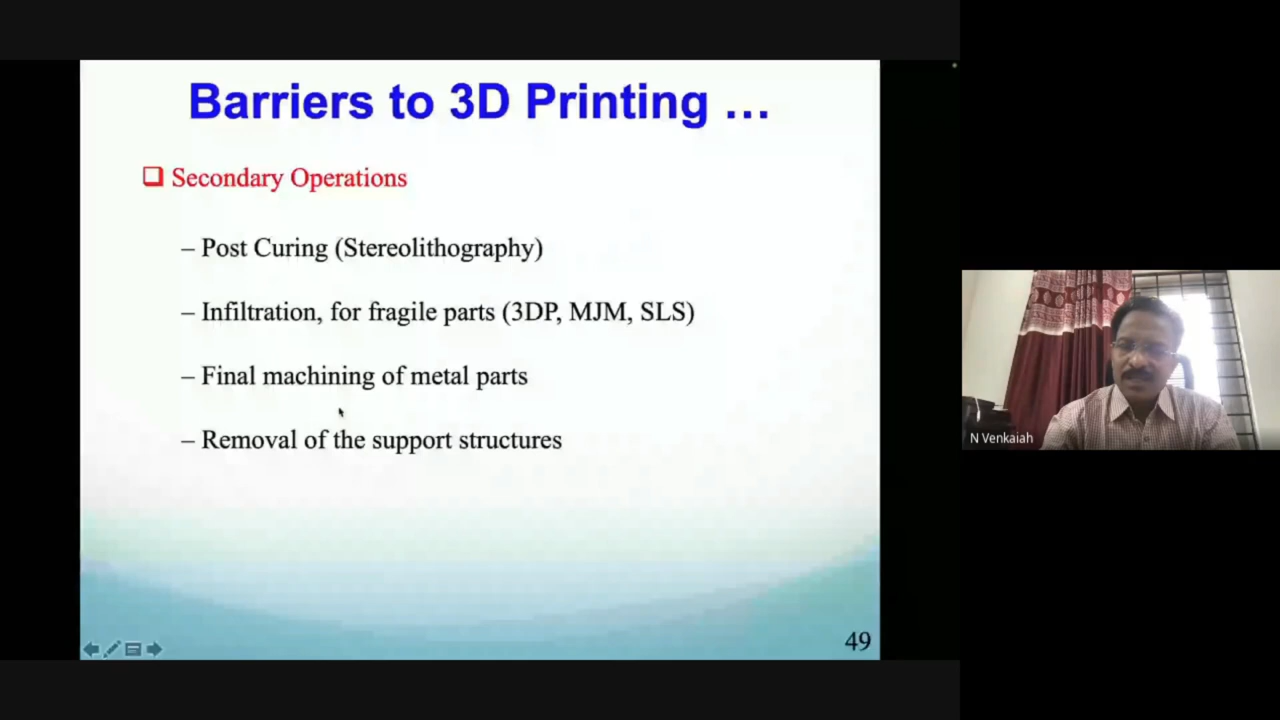 Barriers to 3D Printing ...
❑ Secondary Operations
– Post Curing (Stereolithography)
– Infiltration, for fragile parts (3DP, MJM, SLS)
– Final machining of metal parts
– Removal of the support structures
49
N Venkaiah